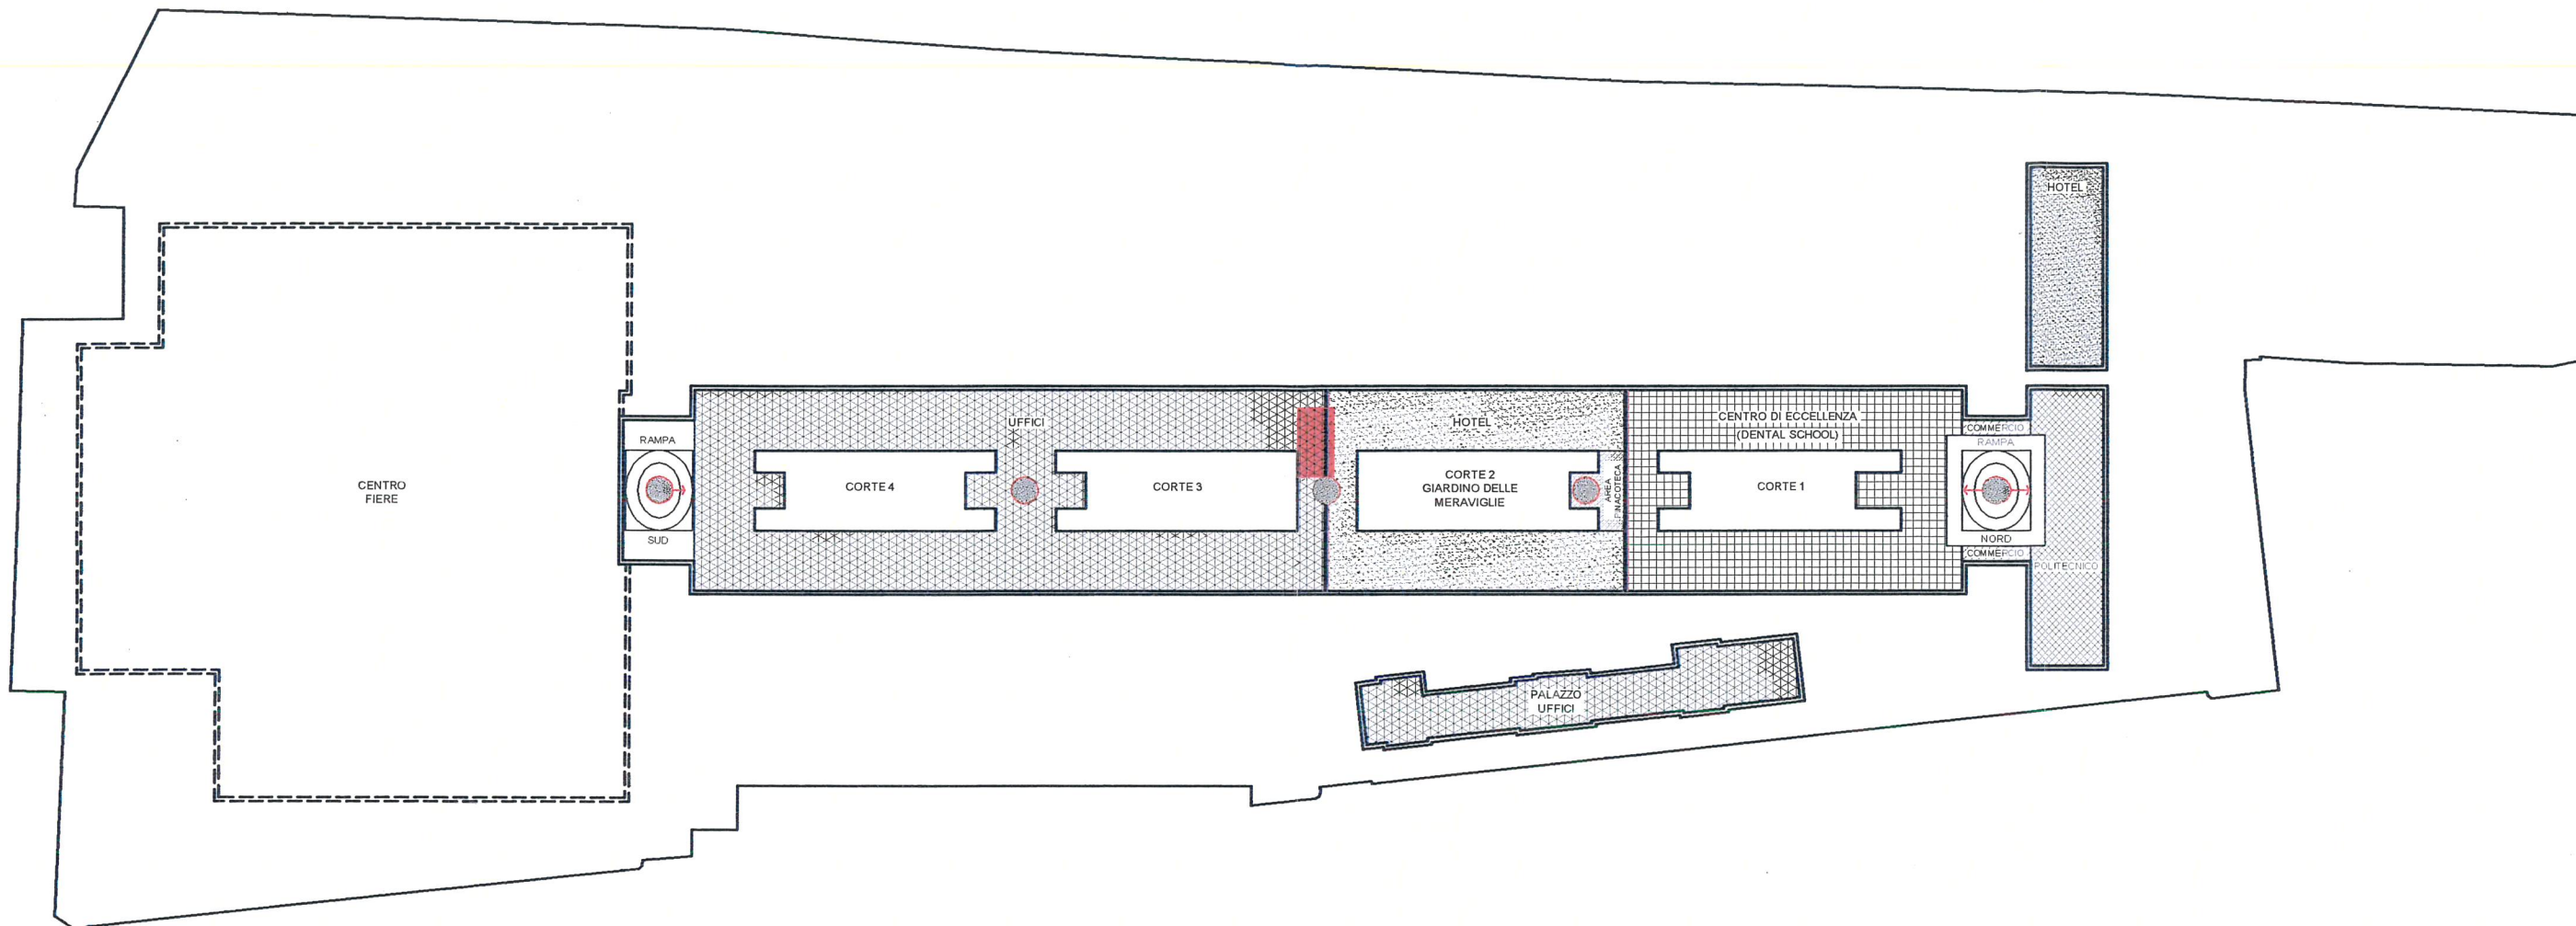 HOTEL
UFFICI
HOTEL
CENTRO DI ECCELLENZA
(DENTAL SCHOOL)
COMMERCIO
RAMPA
RAMPA
CENTRO
FIERE
CORTE 4
CORTE 3
CORTE 2
GIARDINO DELLE
MERAVIGLIE
AREA
PINACOTECA
CORTE 1
SUD
NORD
COMMERCIO
POLITECNICO
PALAZZO
UFFICI